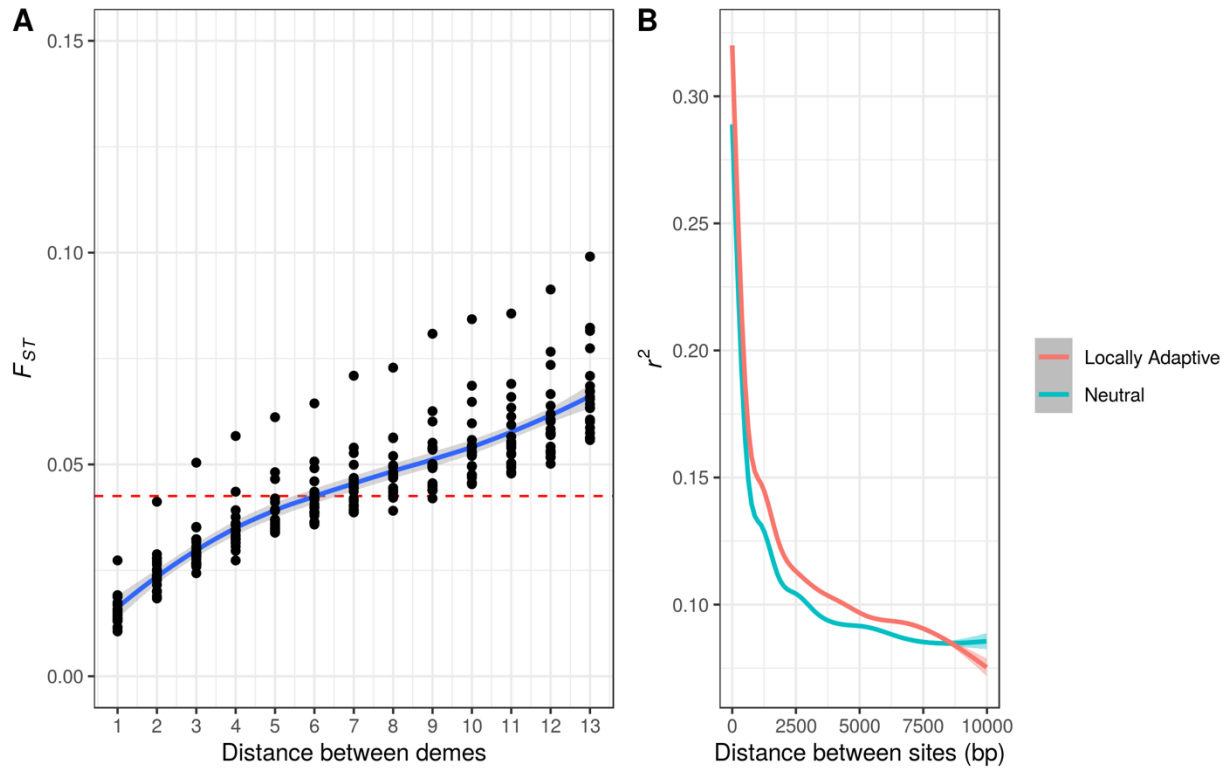 A
0.15
0.10
0.05
0.00
F_ST
1 2 3 4 5 6 7 8 9 10 11 12 13
Distance between demes
B
0.30
0.25
0.20
0.15
0.10
r²
0 2500 5000 7500 10000
Distance between sites (bp)
Locally Adaptive
Neutral